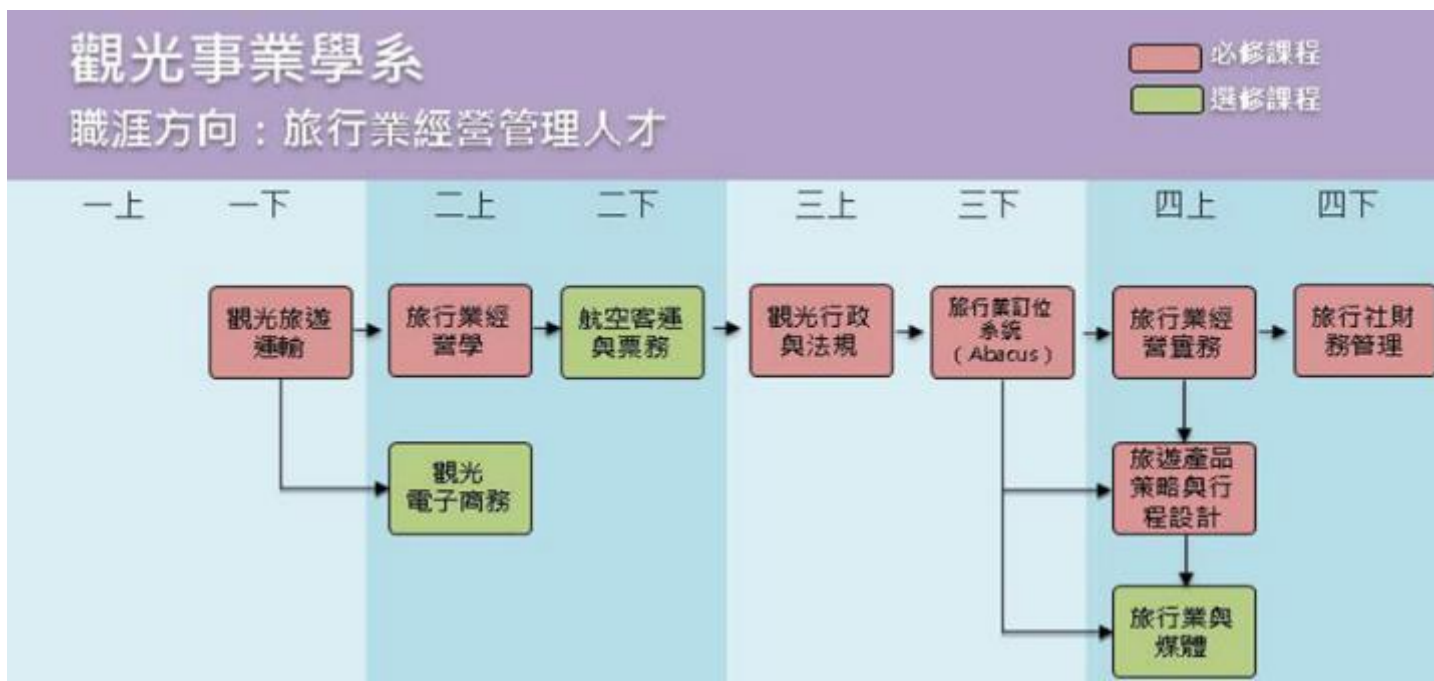 觀光事業學系
職涯方向：旅行業經營管理人才
必修課程
選修課程
一上
一下
二上
二下
三上
三下
四上
四下
觀光旅遊
運輸
旅行業經
營學
航空客運
與票務
觀光行政
與法規
旅行業訂位
系統
（Abacus）
旅行業經
營實務
旅行社財
務管理
觀光
電子商務
旅遊產品
策略與行
程設計
旅行業與
媒體